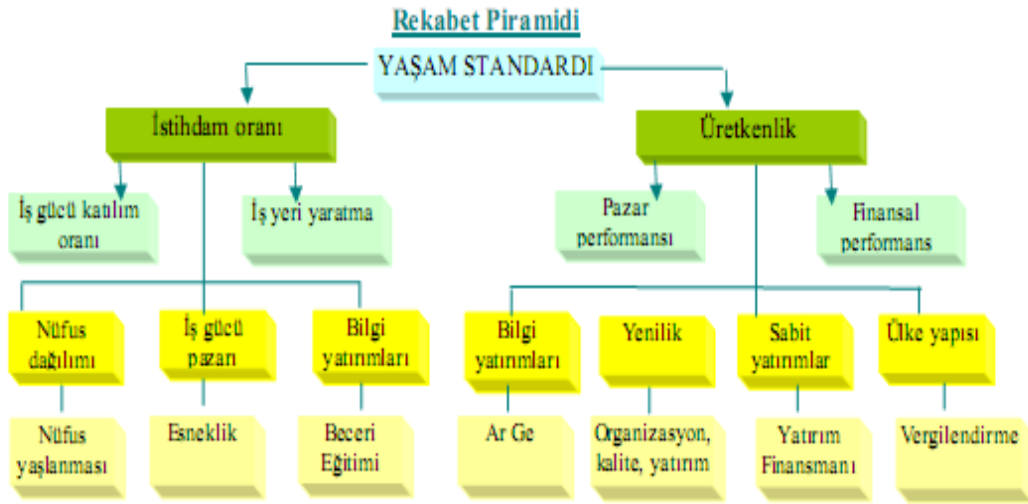 Rekabet Piramidi
YAŞAM STANDARDI
İstihdam oranı
Üretkenlik
İş gücü katılım
oranı
İş yeri yaratma
Pazar
performansı
Finansal
performans
Nüfus
dağılımı
İş gücü
pazarı
Bilgi
yatırımları
Bilgi
yatırımları
Yenilik
Sabit
yatırımlar
Ülke yapısı
Nüfus
yaşlanması
Esneklik
Beceri
Eğitimi
Ar Ge
Organizasyon,
kalite, yatırım
Yatırım
Finansmanı
Vergilendirme